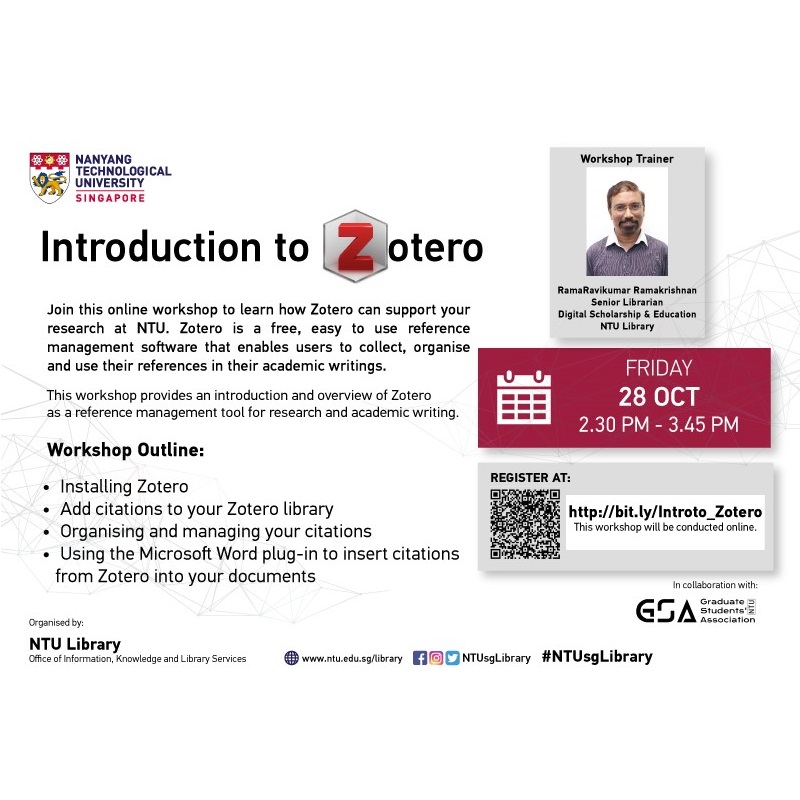 NANYANG
TECHNOLOGICAL
UNIVERSITY
SINGAPORE
Introduction to Zotero
Join this online workshop to learn how Zotero can support your
research at NTU. Zotero is a free, easy to use reference
management software that enables users to collect, organise
and use their references in their academic writings.
This workshop provides an introduction and overview of Zotero
as a reference management tool for research and academic writing.
Workshop Outline:
• Installing Zotero
• Add citations to your Zotero library
• Organising and managing your citations
• Using the Microsoft Word plug-in to insert citations
from Zotero into your documents
Workshop Trainer
RamaRavikumar Ramakrishnan
Senior Librarian
Digital Scholarship & Education
NTU Library
FRIDAY
28 OCT
2.30 PM - 3.45 PM
REGISTER AT:
http://bit.ly/Introto_Zotero
This workshop will be conducted online.
In collaboration with:
GSA Graduate
Students'
Association
NTU
Organised by:
NTU Library
Office of Information, Knowledge and Library Services
www.ntu.edu.sg/library
NTUsgLibrary
#NTUsgLibrary